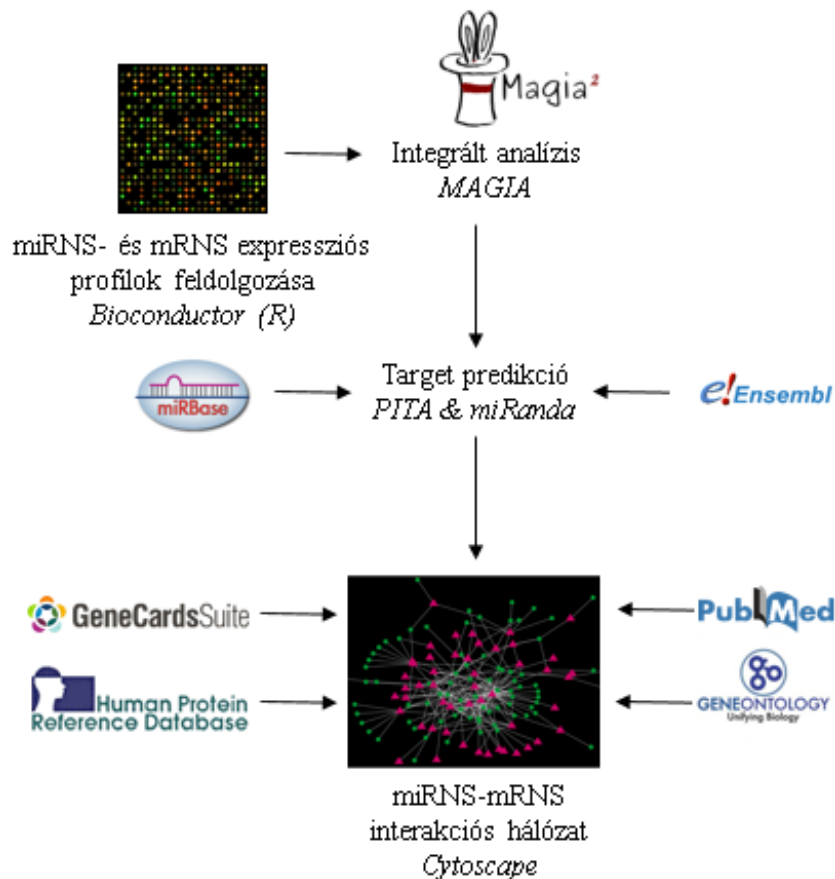 Magia²
Integrált analízis
MAGIA
miRNS- és mRNS expressziós
profilok feldolgozása
Bioconductor (R)
miRBase
Target predikció
PITA & miRanda
e!Ensembl
GeneCardsSuite
PubMed
Human Protein
Reference Database
GENEONTOLOGY
Unifying Biology
miRNS-mRNS
interakciós hálózat
Cytoscape